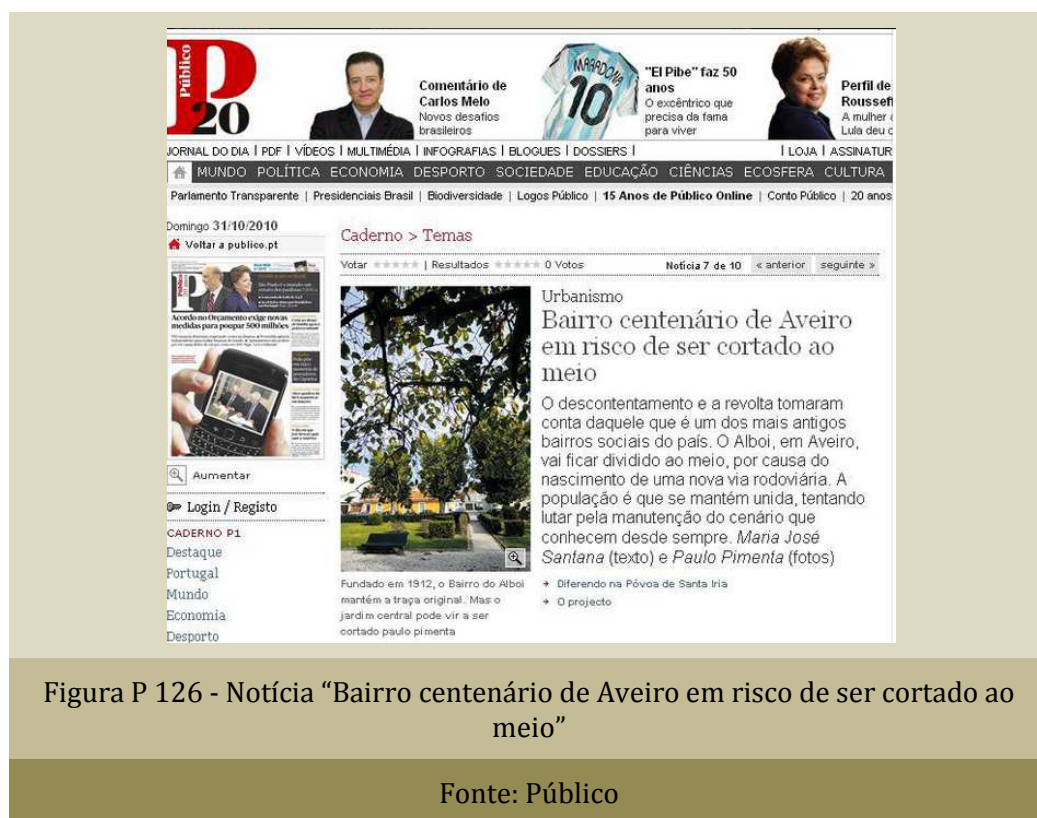 Público
P
20
Comentário de
Carlos Melo
Novos desafios
brasileiros
MARADONA
10
"El Pibe" faz 50
anos
O excêntrico que
precisa da fama
para viver
Perfil de
Roussef
A mulher
Lula deu
JORNAL DO DIA | PDF | VÍDEOS | MULTIMÉDIA | INFOGRAFIAS | BLOGUES | DOSSIERS | | LOJA | ASSINATUR
MUNDO POLÍTICA ECONOMIA DESPORTO SOCIEDADE EDUCAÇÃO CIÊNCIAS ECOSFERA CULTURA
Parlamento Transparente | Presidenciais Brasil | Biodiversidade | Logos Público | 15 Anos de Público Online | Conto Público | 20 anos
Domingo 31/10/2010
Voltar a publico.pt
Acordo no Orçamento exige novas
medidas para poupar 500 milhões
Aumentar
Login / Registo
CADERNO P1
Destaque
Portugal
Mundo
Economia
Desporto
Caderno > Temas
Votar ★★★★★ | Resultados ★★★★★ 0 Votos Notícia 7 de 10 « anterior seguinte »
Fundado em 1912, o Bairro do Alboi
mantém a traça original. Mas o
jardim central pode vir a ser
cortado paulo pimenta
Urbanismo
Bairro centenário de Aveiro
em risco de ser cortado ao
meio
O descontentamento e a revolta tomaram
conta daquele que é um dos mais antigos
bairros sociais do país. O Alboi, em Aveiro,
vai ficar dividido ao meio, por causa do
nascimento de uma nova via rodoviária. A
população é que se mantém unida, tentando
lutar pela manutenção do cenário que
conhecem desde sempre. Maria José
Santana (texto) e Paulo Pimenta (fotos)
Diferendo na Póvoa de Santa Iria
O projecto
Figura P 126 - Notícia “Bairro centenário de Aveiro em risco de ser cortado ao
meio”
Fonte: Público